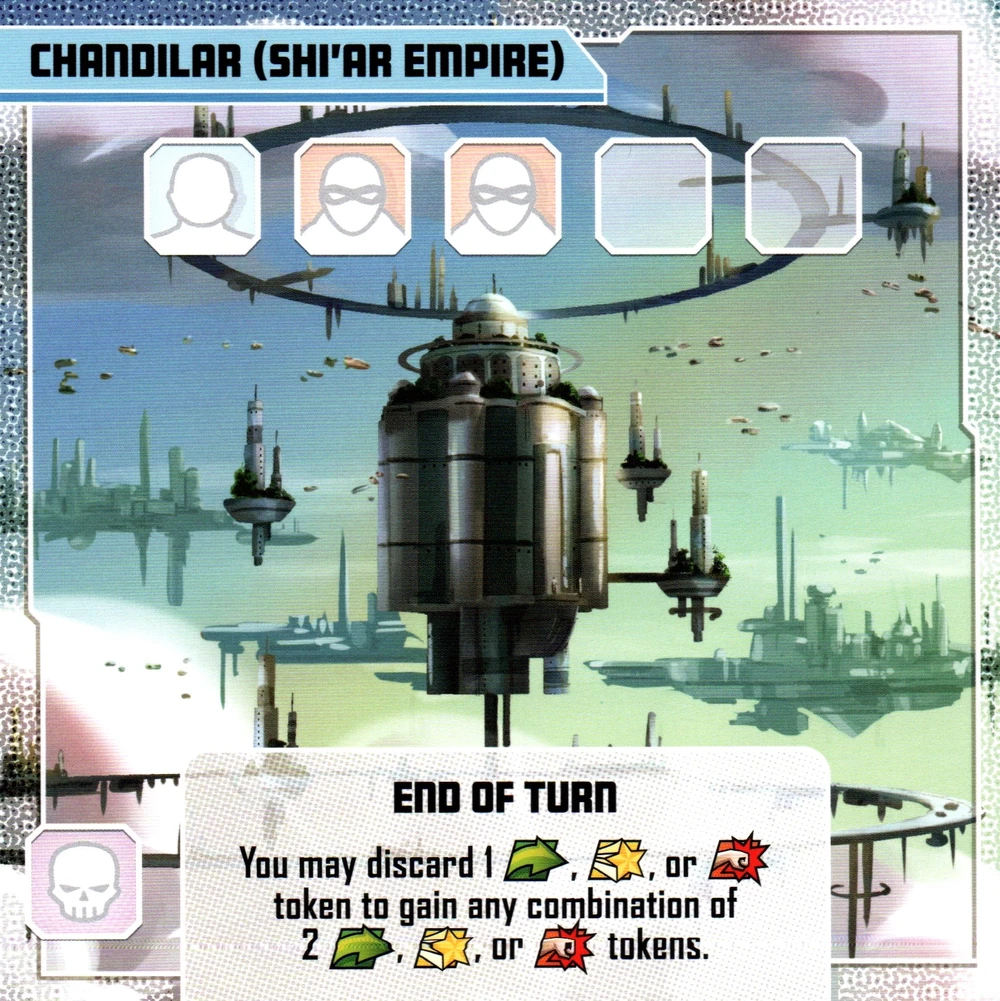 CHANDILAR (SHI'AR EMPIRE)
END OF TURN
You may discard 1 , , or
token to gain any combination of
2 , , or tokens.